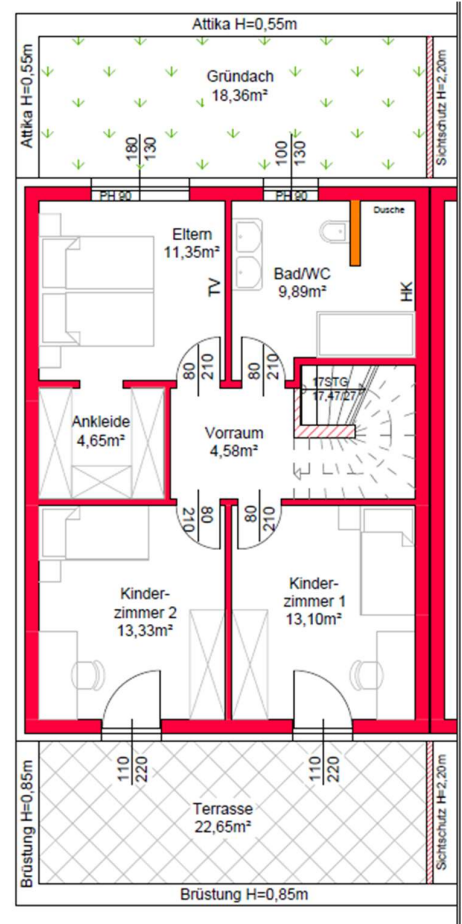 Attika H=0,55m
Attika H=0,55m
Gründach
18,36m²
Sichtschutz H=2,20m
180
130
100
130
PH 90
PH 90
Eltern
11,35m²
TV
Dusche
Bad/WC
9,89m²
HK
80
210
80
210
17STG
17,47/27
Ankleide
4,65m²
Vorraum
4,58m²
80
210
80
210
Kinder-
zimmer 2
13,33m²
Kinder-
zimmer 1
13,10m²
110
220
110
220
Brüstung H=0,85m
Terrasse
22,65m²
Sichtschutz H=2,20m
Brüstung H=0,85m